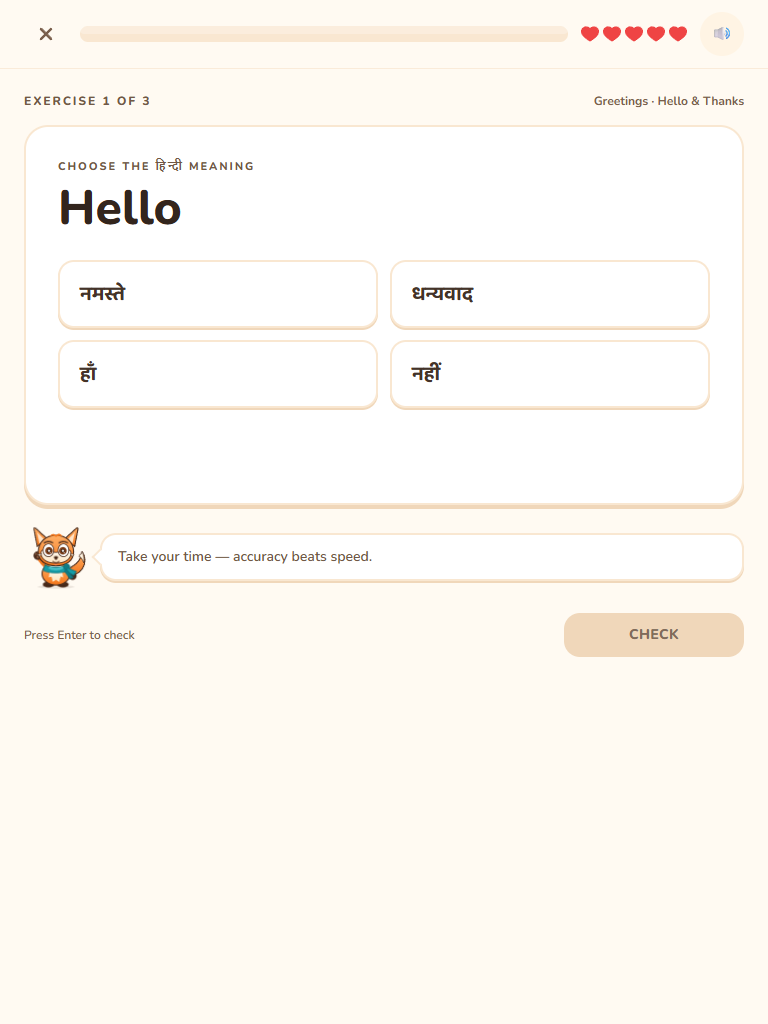 EXERCISE 1 OF 3
Greetings · Hello & Thanks
CHOOSE THE हिन्दी MEANING
Hello
नमस्ते
धन्यवाद
हाँ
नहीं
Take your time — accuracy beats speed.
Press Enter to check
CHECK